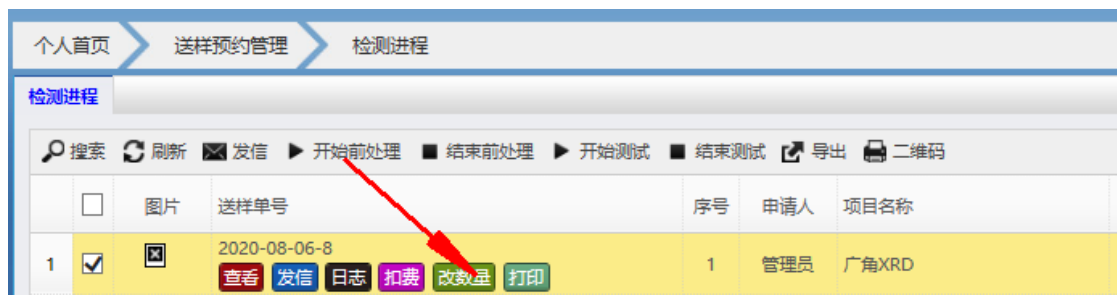 个人首页 送样预约管理 检测进程
检测进程
搜索 刷新 发信 开始前处理 结束前处理 开始测试 结束测试 导出 二维码
图片 送样单号 序号 申请人 项目名称
2020-08-06-8
1 1 管理员 广角XRD
查看 发信 日志 扣费 改数量 打印